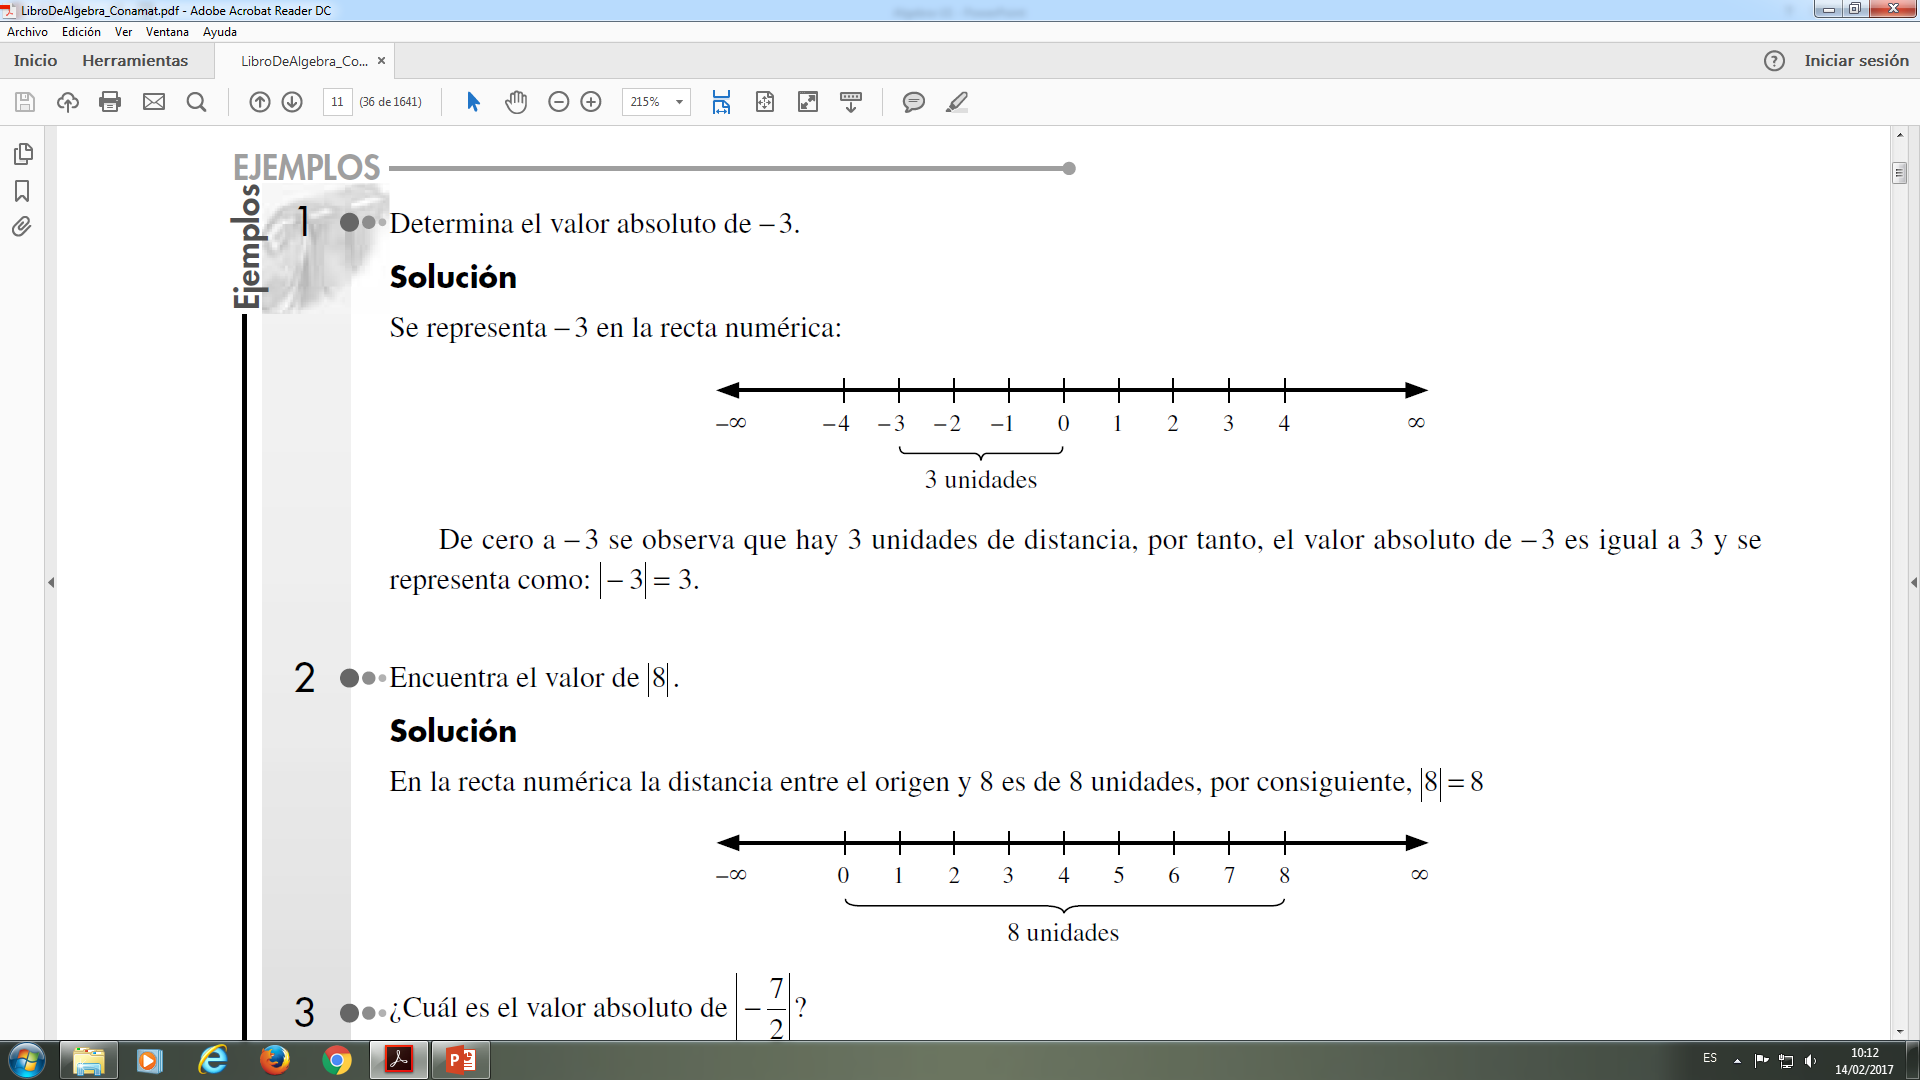 LibroDeAlgebra_Conamat.pdf - Adobe Acrobat Reader DC
Archivo Edición Ver Ventana Ayuda
Inicio Herramientas LibroDeAlgebra_Co... × ? Iniciar sesión
11 (36 de 1641) 215%
EJEMPLOS
Ejemplos
1 Determina el valor absoluto de −3.
Solución
Se representa −3 en la recta numérica:
−∞ −4 −3 −2 −1 0 1 2 3 4 ∞
3 unidades
De cero a −3 se observa que hay 3 unidades de distancia, por tanto, el valor absoluto de −3 es igual a 3 y se
representa como: |−3| = 3.
2 Encuentra el valor de |8|.
Solución
En la recta numérica la distancia entre el origen y 8 es de 8 unidades, por consiguiente, |8| = 8
−∞ 0 1 2 3 4 5 6 7 8 ∞
8 unidades
3 ¿Cuál es el valor absoluto de |−7/2|?
ES 10:12
14/02/2017